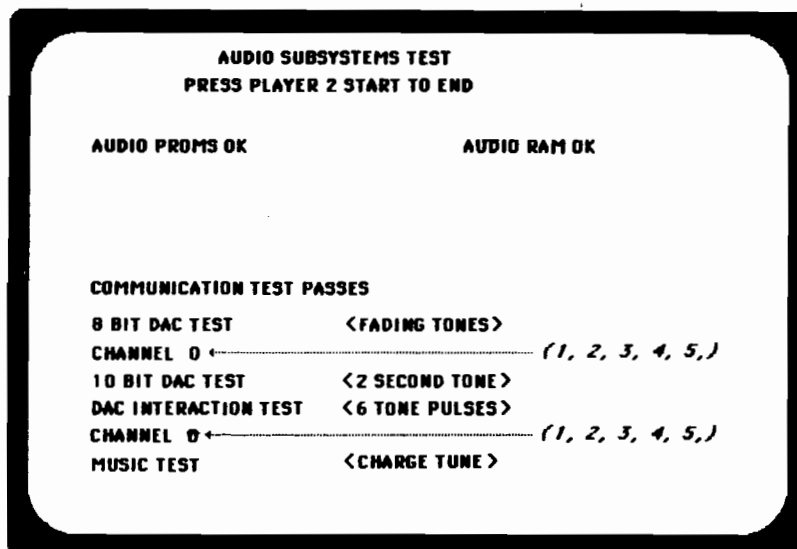 AUDIO SUBSYSTEMS TEST
PRESS PLAYER 2 START TO END
AUDIO PROMS OK AUDIO RAM OK
COMMUNICATION TEST PASSES
8 BIT DAC TEST <FADING TONES>
CHANNEL 0 (1, 2, 3, 4, 5,)
10 BIT DAC TEST <2 SECOND TONE>
DAC INTERACTION TEST <6 TONE PULSES>
CHANNEL 0 (1, 2, 3, 4, 5,)
MUSIC TEST <CHARGE TUNE>